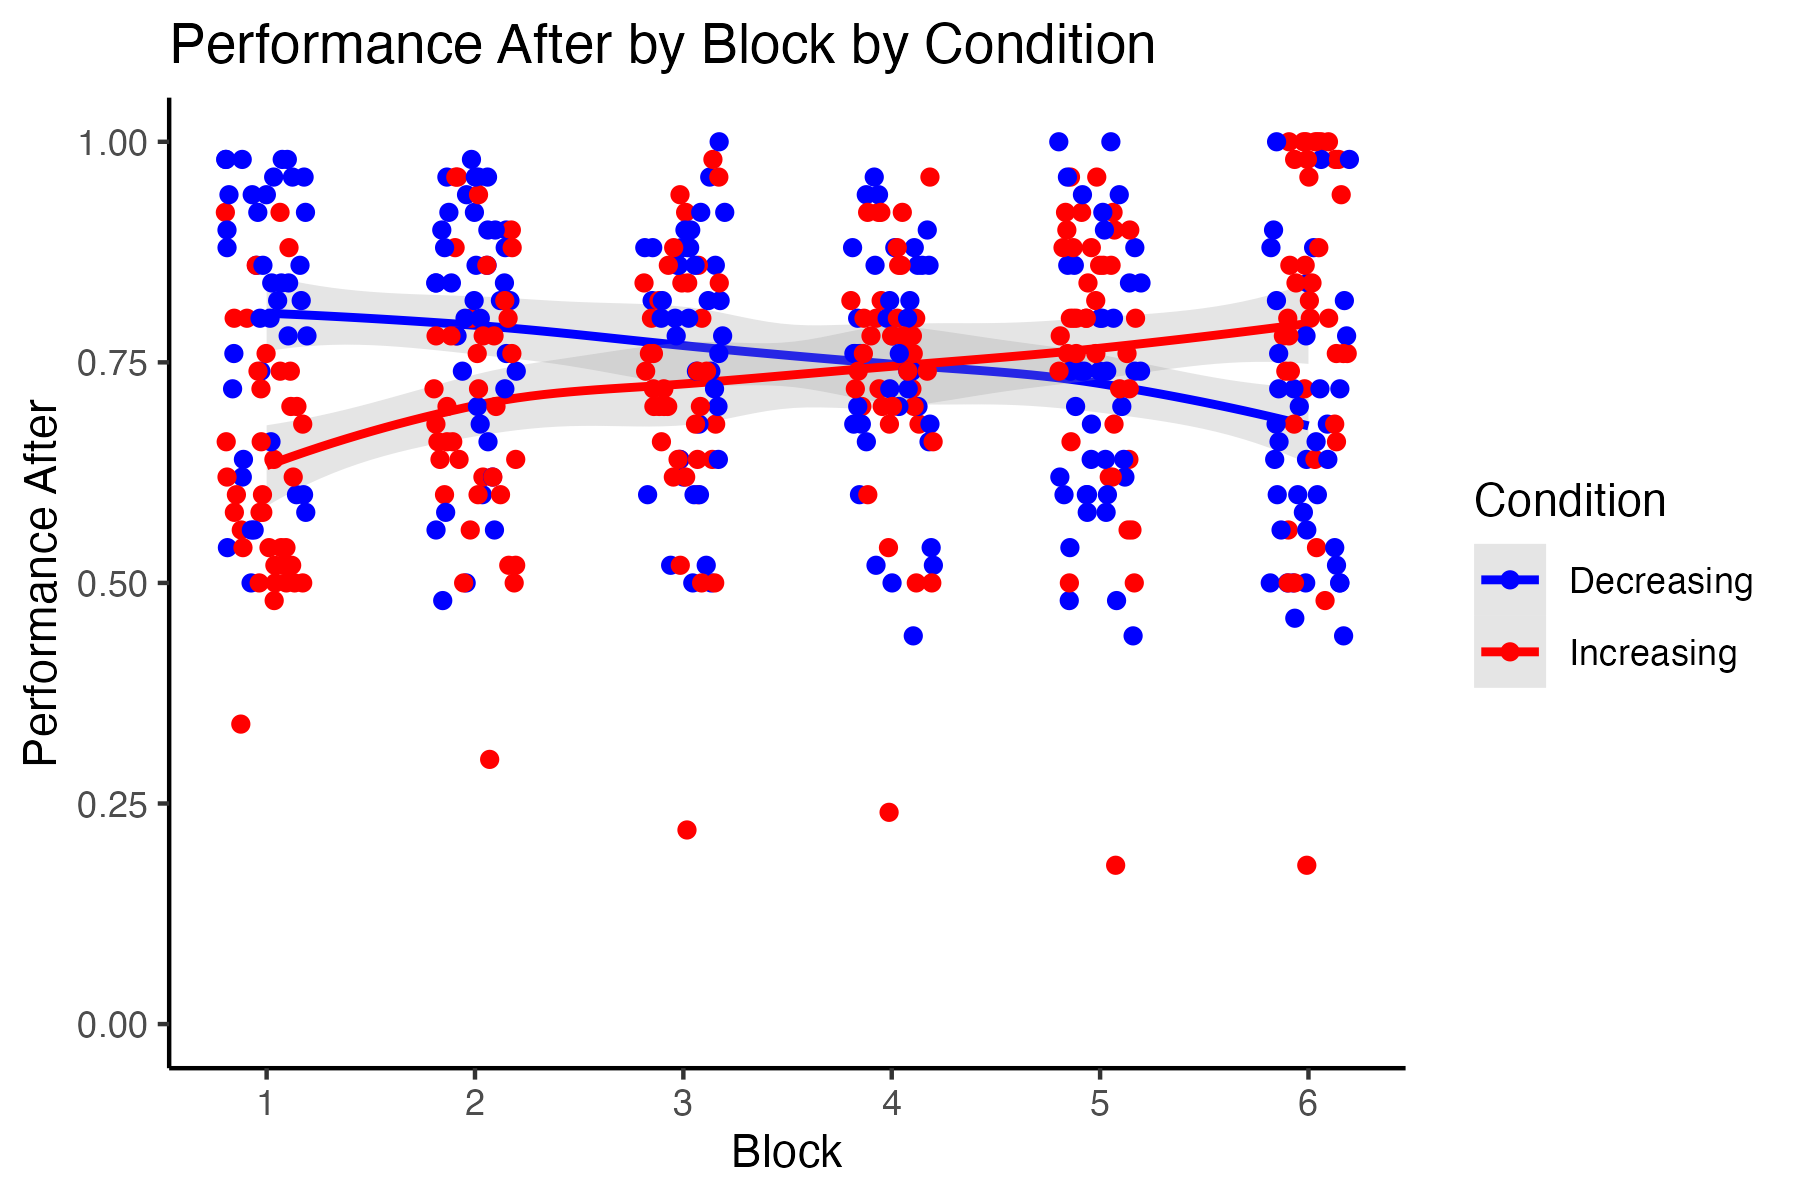 Performance After by Block by Condition
Performance After
1.00
0.75
0.50
0.25
0.00
1 2 3 4 5 6
Block
Condition
Decreasing
Increasing